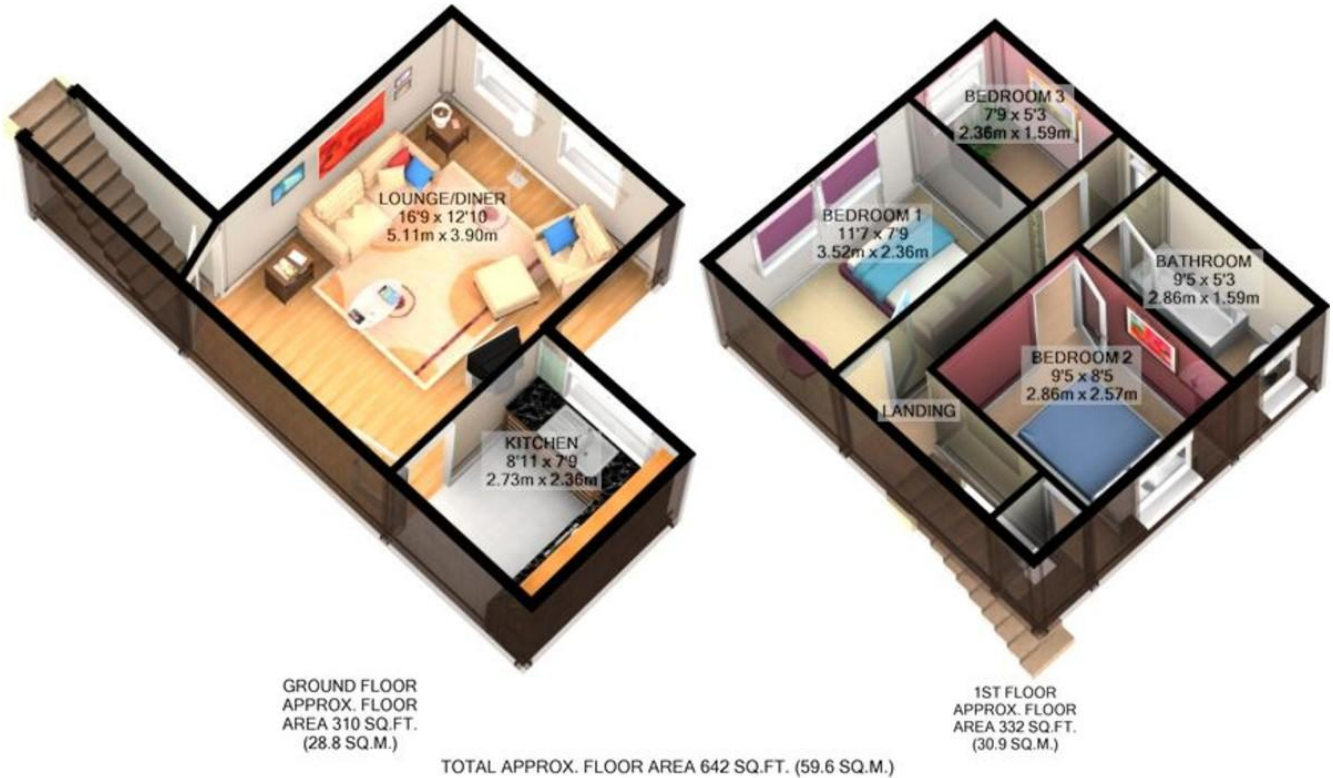 LOUNGE/DINER
16'9 x 12'10
5.11m x 3.90m
KITCHEN
8'11 x 7'9
2.73m x 2.36m
GROUND FLOOR
APPROX. FLOOR
AREA 310 SQ.FT.
(28.8 SQ.M.)
BEDROOM 3
7'9 x 5'3
2.36m x 1.59m
BEDROOM 1
11'7 x 7'9
3.52m x 2.36m
BATHROOM
9'5 x 5'3
2.86m x 1.59m
BEDROOM 2
9'5 x 8'5
2.86m x 2.57m
LANDING
1ST FLOOR
APPROX. FLOOR
AREA 332 SQ.FT.
(30.9 SQ.M.)
TOTAL APPROX. FLOOR AREA 642 SQ.FT. (59.6 SQ.M.)